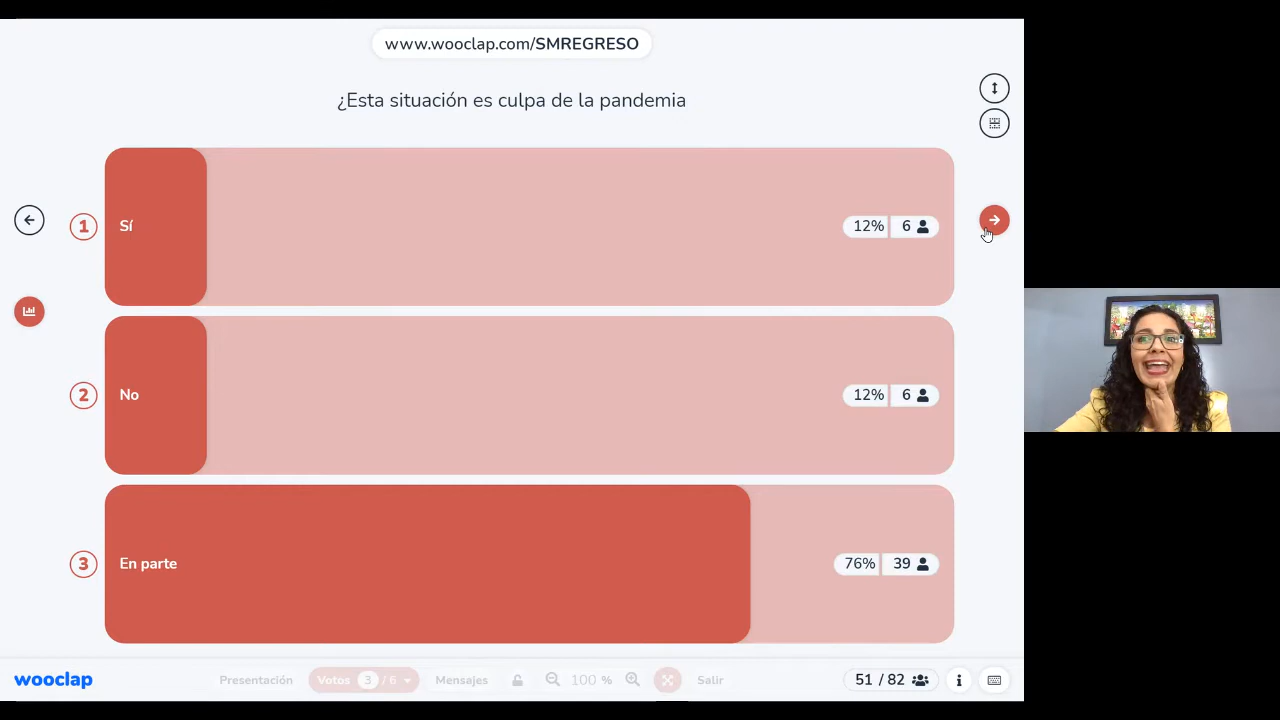 www.wooclap.com/SMREGRESO
¿Esta situación es culpa de la pandemia
1 Sí 12% 6
2 No 12% 6
3 En parte 76% 39
wooclap Presentación Votos 3 / 6 Mensajes 100 % Salir 51 / 82